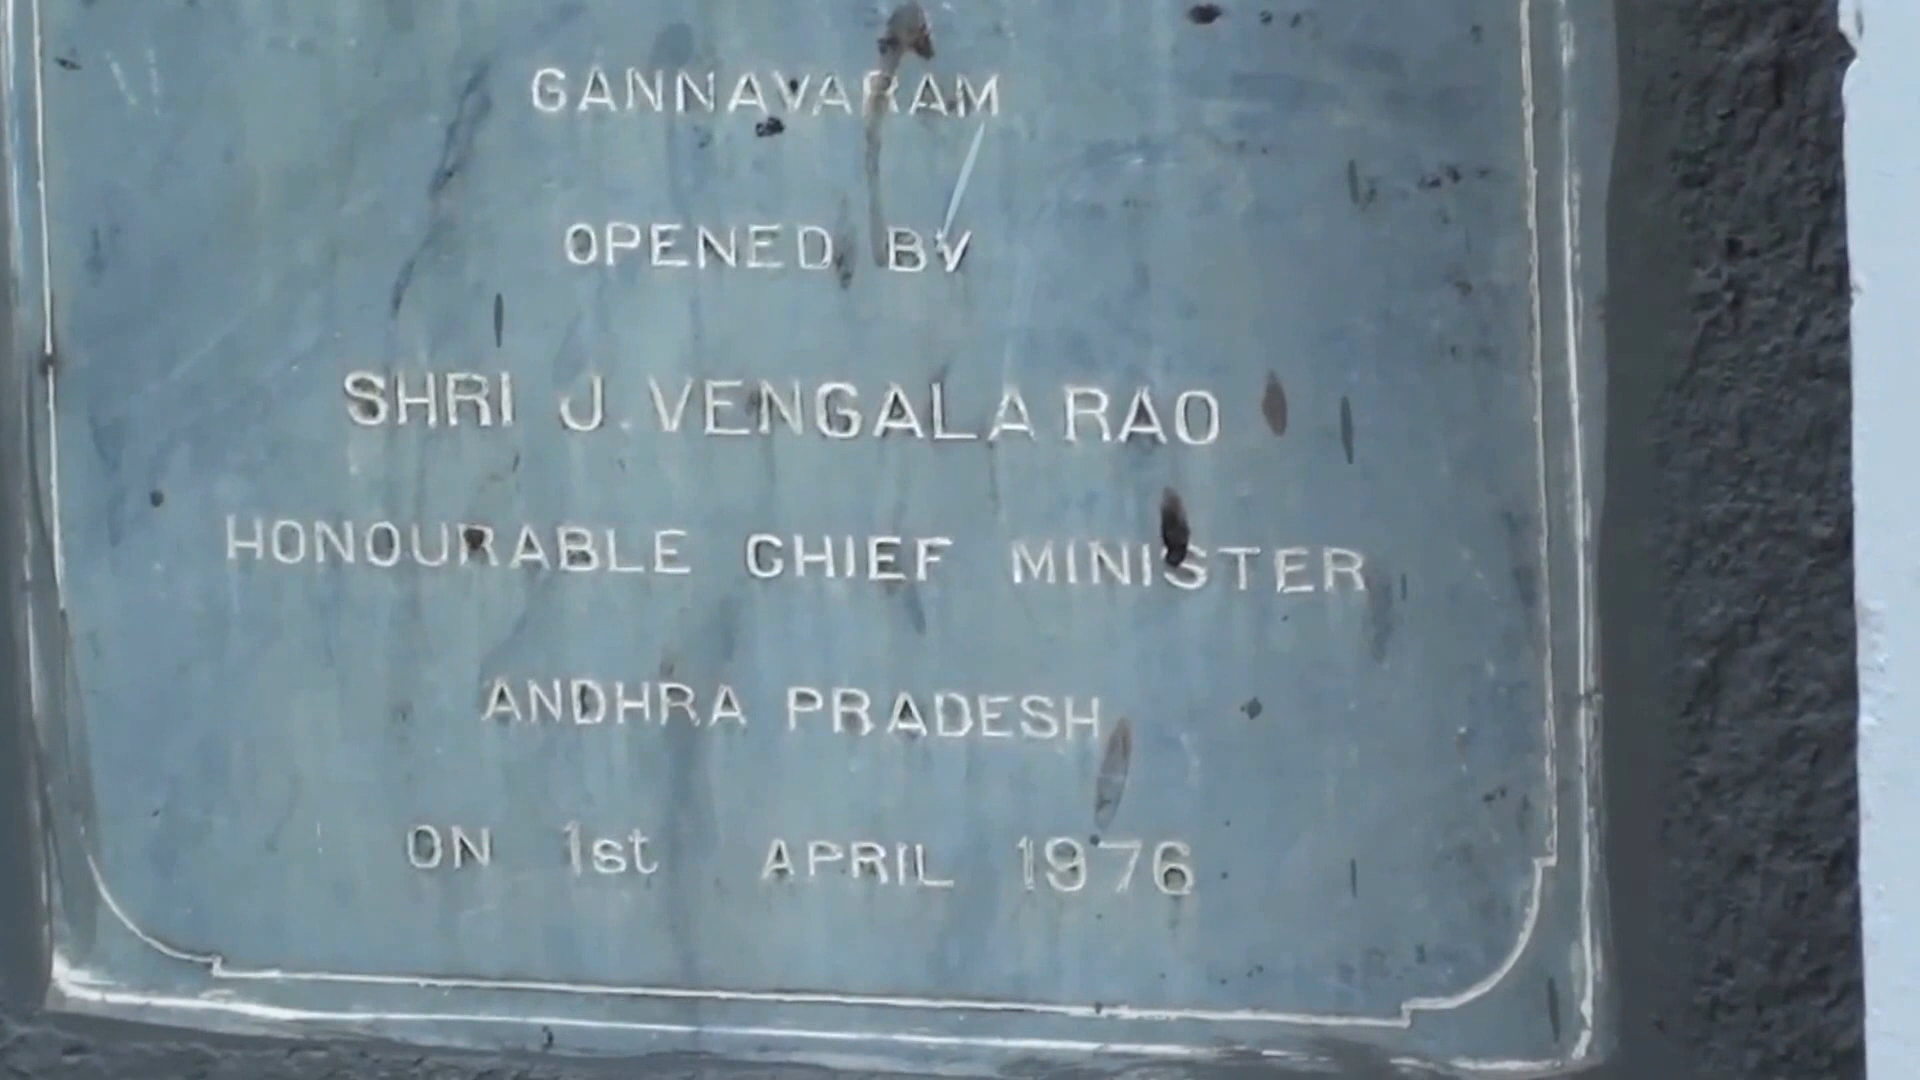 GANNAVARAM
OPENED BY
SHRI J. VENGALA RAO
HONOURABLE CHIEF MINISTER
ANDHRA PRADESH
ON 1st APRIL 1976